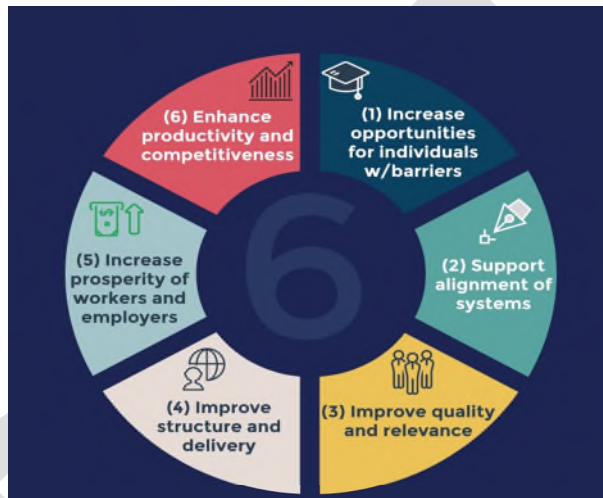 (1) Increase
opportunities
for individuals
w/barriers
(2) Support
alignment of
systems
(3) Improve quality
and relevance
(4) Improve
structure and
delivery
(5) Increase
prosperity of
workers and
employers
(6) Enhance
productivity and
competitiveness
6
$